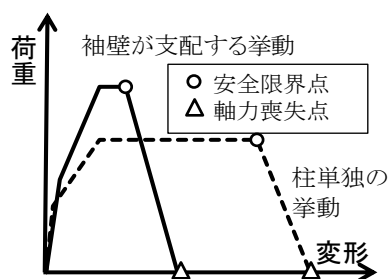 荷重
袖壁が支配する挙動
○ 安全限界点
△ 軸力喪失点
柱単独の
挙動
変形